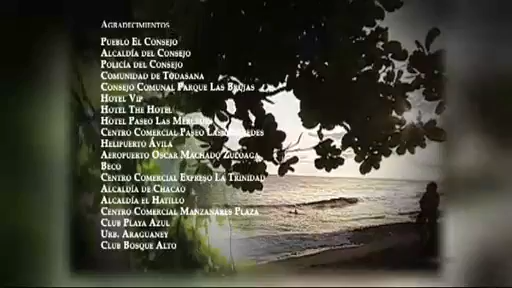 Agradecimientos
Pueblo El Consejo
Alcaldía del Consejo
Policía del Consejo
Comunidad de Todasana
Consejo Comunal Parque Las Brujas
Hotel Vip
Hotel The Hotel
Hotel Paseo Las Mercedes
Centro Comercial Paseo Las Mercedes
Helipuerto Ávila
Aeropuerto Oscar Machado Zuloaga
Beco
Centro Comercial Expreso La Trinidad
Alcaldía de Chacao
Alcaldía el Hatillo
Centro Comercial Manzanares Plaza
Club Playa Azul
Urb. Araguaney
Club Bosque Alto